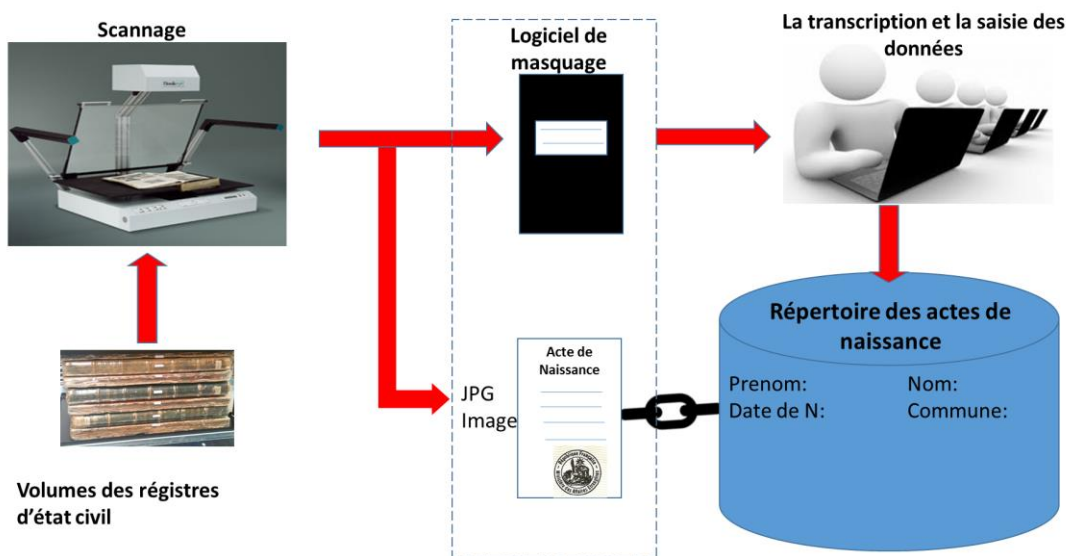 Scannage
Logiciel de
masquage
La transcription et la saisie des
données
Répertoire des actes de
naissance
Prenom: Nom:
Date de N: Commune:
Acte de
Naissance
JPG
Image
Volumes des régistres
d’état civil